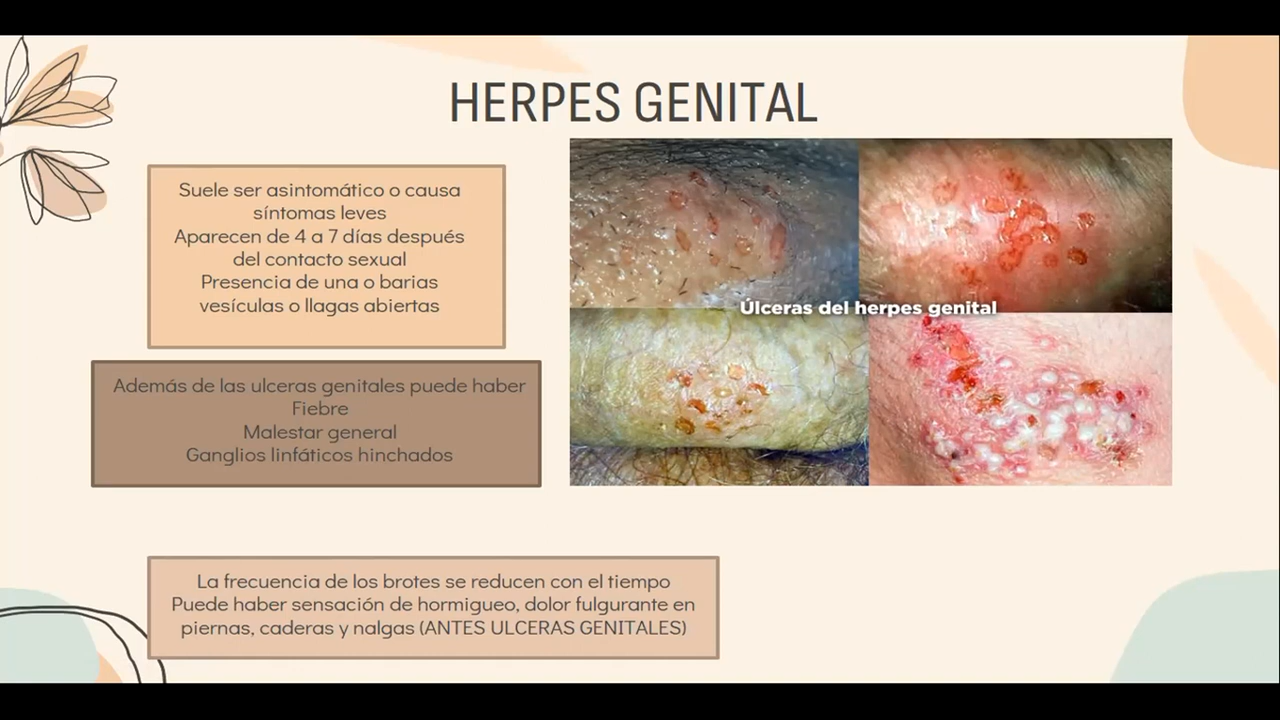 HERPES GENITAL
Suele ser asintomático o causa
síntomas leves
Aparecen de 4 a 7 días después
del contacto sexual
Presencia de una o barias
vesículas o llagas abiertas
Además de las ulceras genitales puede haber
Fiebre
Malestar general
Ganglios linfáticos hinchados
Úlceras del herpes genital
La frecuencia de los brotes se reducen con el tiempo
Puede haber sensación de hormigueo, dolor fulgurante en
piernas, caderas y nalgas (ANTES ULCERAS GENITALES)